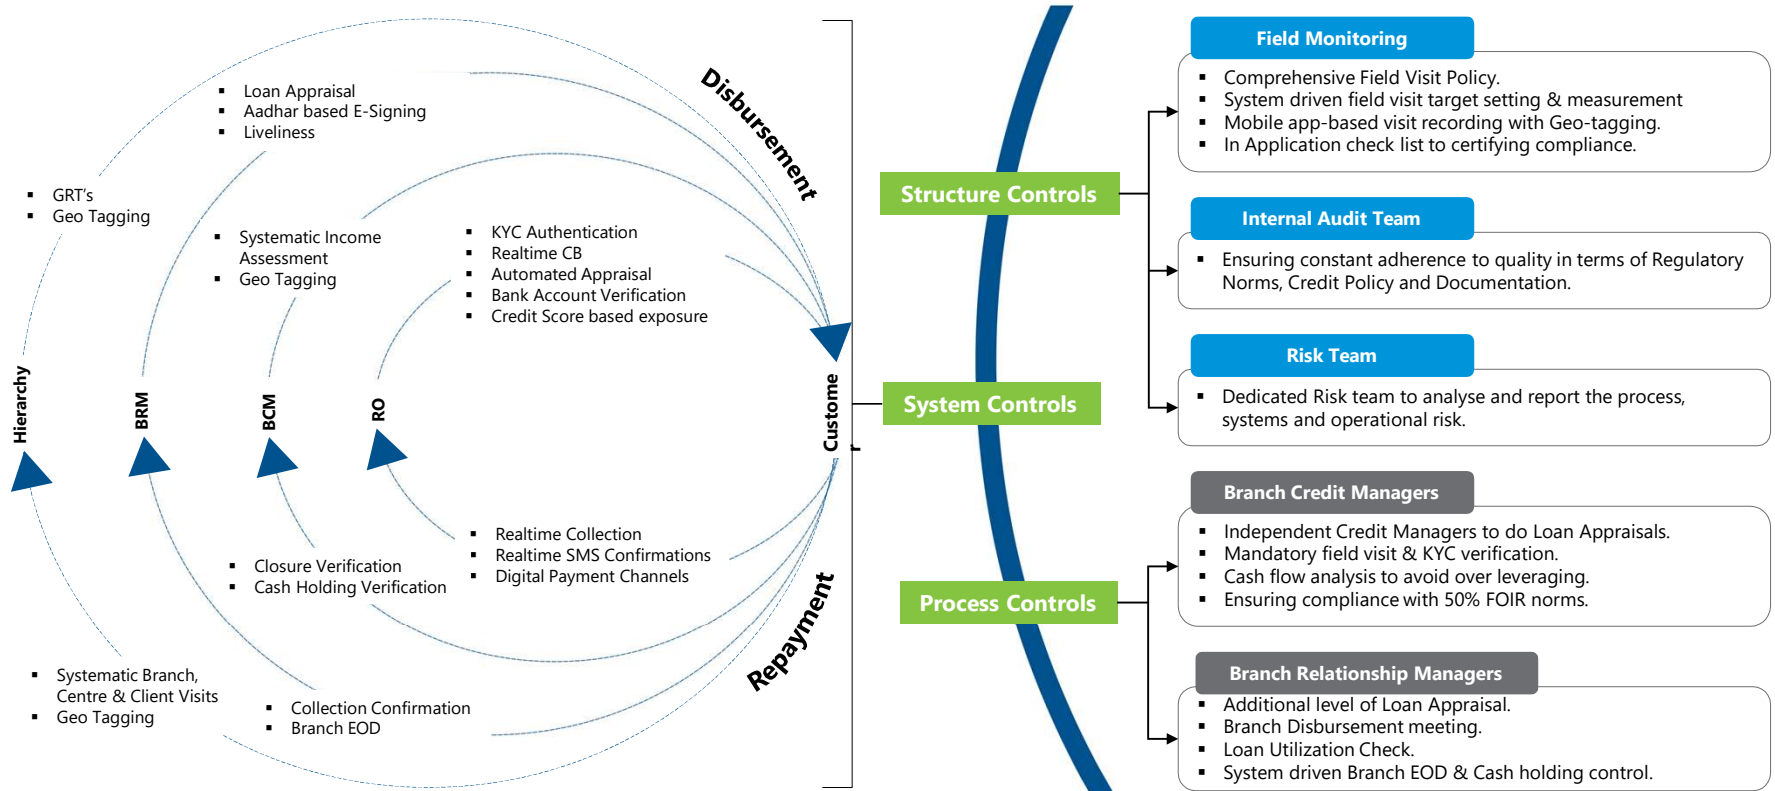 Disbursement
▪ Loan Appraisal
▪ Aadhar based E-Signing
▪ Liveliness
▪ GRT's
▪ Geo Tagging
▪ Systematic Income
Assessment
▪ Geo Tagging
▪ KYC Authentication
▪ Realtime CB
▪ Automated Appraisal
▪ Bank Account Verification
▪ Credit Score based exposure
Hierarchy
BRM
BCM
RO
Custome
r
▪ Realtime Collection
▪ Realtime SMS Confirmations
▪ Digital Payment Channels
▪ Closure Verification
▪ Cash Holding Verification
Repayment
▪ Systematic Branch,
Centre & Client Visits
▪ Geo Tagging
▪ Collection Confirmation
▪ Branch EOD
Structure Controls
System Controls
Process Controls
Field Monitoring
▪ Comprehensive Field Visit Policy.
▪ System driven field visit target setting & measurement
▪ Mobile app-based visit recording with Geo-tagging.
▪ In Application check list to certifying compliance.
Internal Audit Team
▪ Ensuring constant adherence to quality in terms of Regulatory
Norms, Credit Policy and Documentation.
Risk Team
▪ Dedicated Risk team to analyse and report the process,
systems and operational risk.
Branch Credit Managers
▪ Independent Credit Managers to do Loan Appraisals.
▪ Mandatory field visit & KYC verification.
▪ Cash flow analysis to avoid over leveraging.
▪ Ensuring compliance with 50% FOIR norms.
Branch Relationship Managers
▪ Additional level of Loan Appraisal.
▪ Branch Disbursement meeting.
▪ Loan Utilization Check.
▪ System driven Branch EOD & Cash holding control.